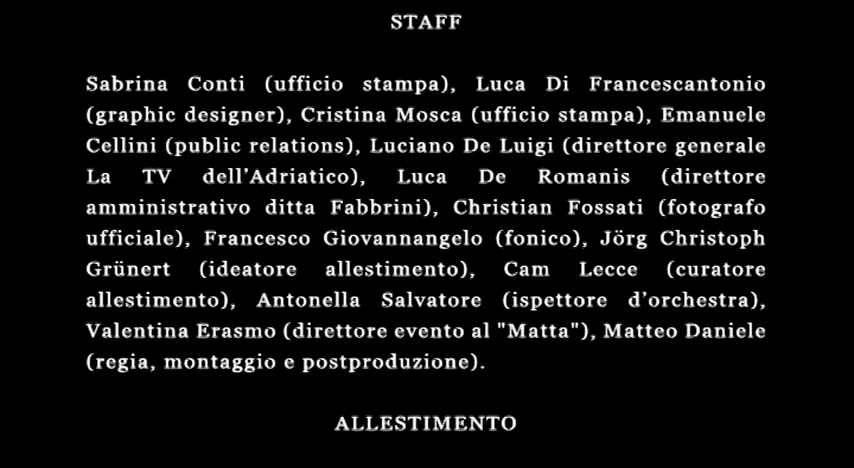 STAFF
Sabrina Conti (ufficio stampa), Luca Di Francescantonio
(graphic designer), Cristina Mosca (ufficio stampa), Emanuele
Cellini (public relations), Luciano De Luigi (direttore generale
La TV dell'Adriatico), Luca De Romanis (direttore
amministrativo ditta Fabbrini), Christian Fossati (fotografo
ufficiale), Francesco Giovannangelo (fonico), Jörg Christoph
Grünert (ideatore allestimento), Cam Lecce (curatore
allestimento), Antonella Salvatore (ispettore d'orchestra),
Valentina Erasmo (direttore evento al "Matta"), Matteo Daniele
(regia, montaggio e postproduzione).
ALLESTIMENTO